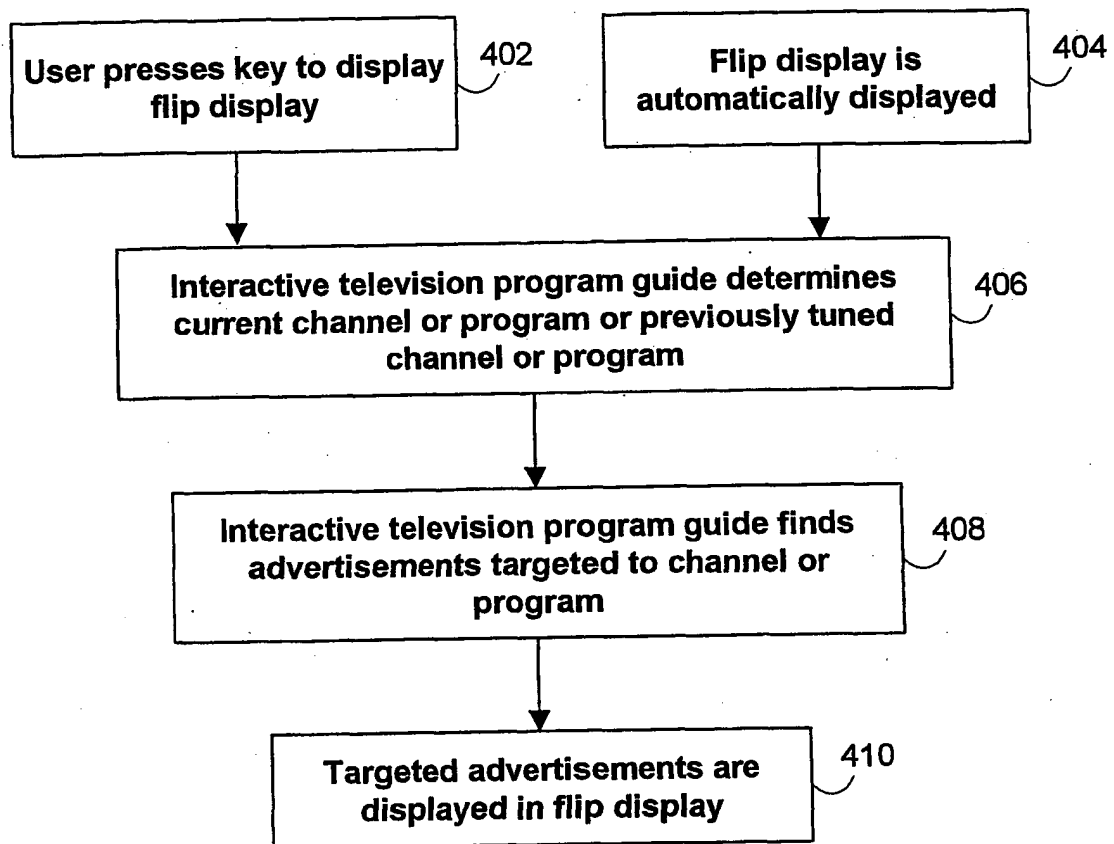 User presses key to display
flip display
402
Flip display is
automatically displayed
404
Interactive television program guide determines
current channel or program or previously tuned
channel or program
406
Interactive television program guide finds
advertisements targeted to channel or
program
408
Targeted advertisements are
displayed in flip display
410